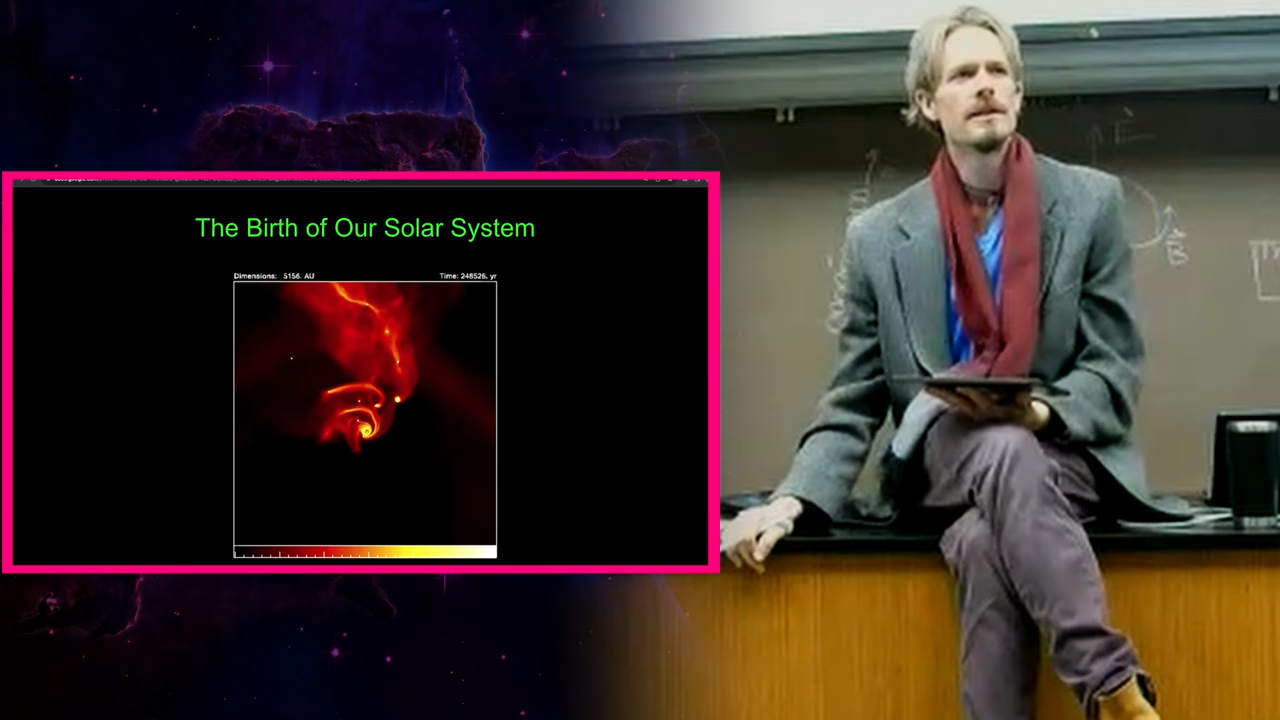 The Birth of Our Solar System
Dimensions: 5156. AU
Time: 248526. yr
E
B